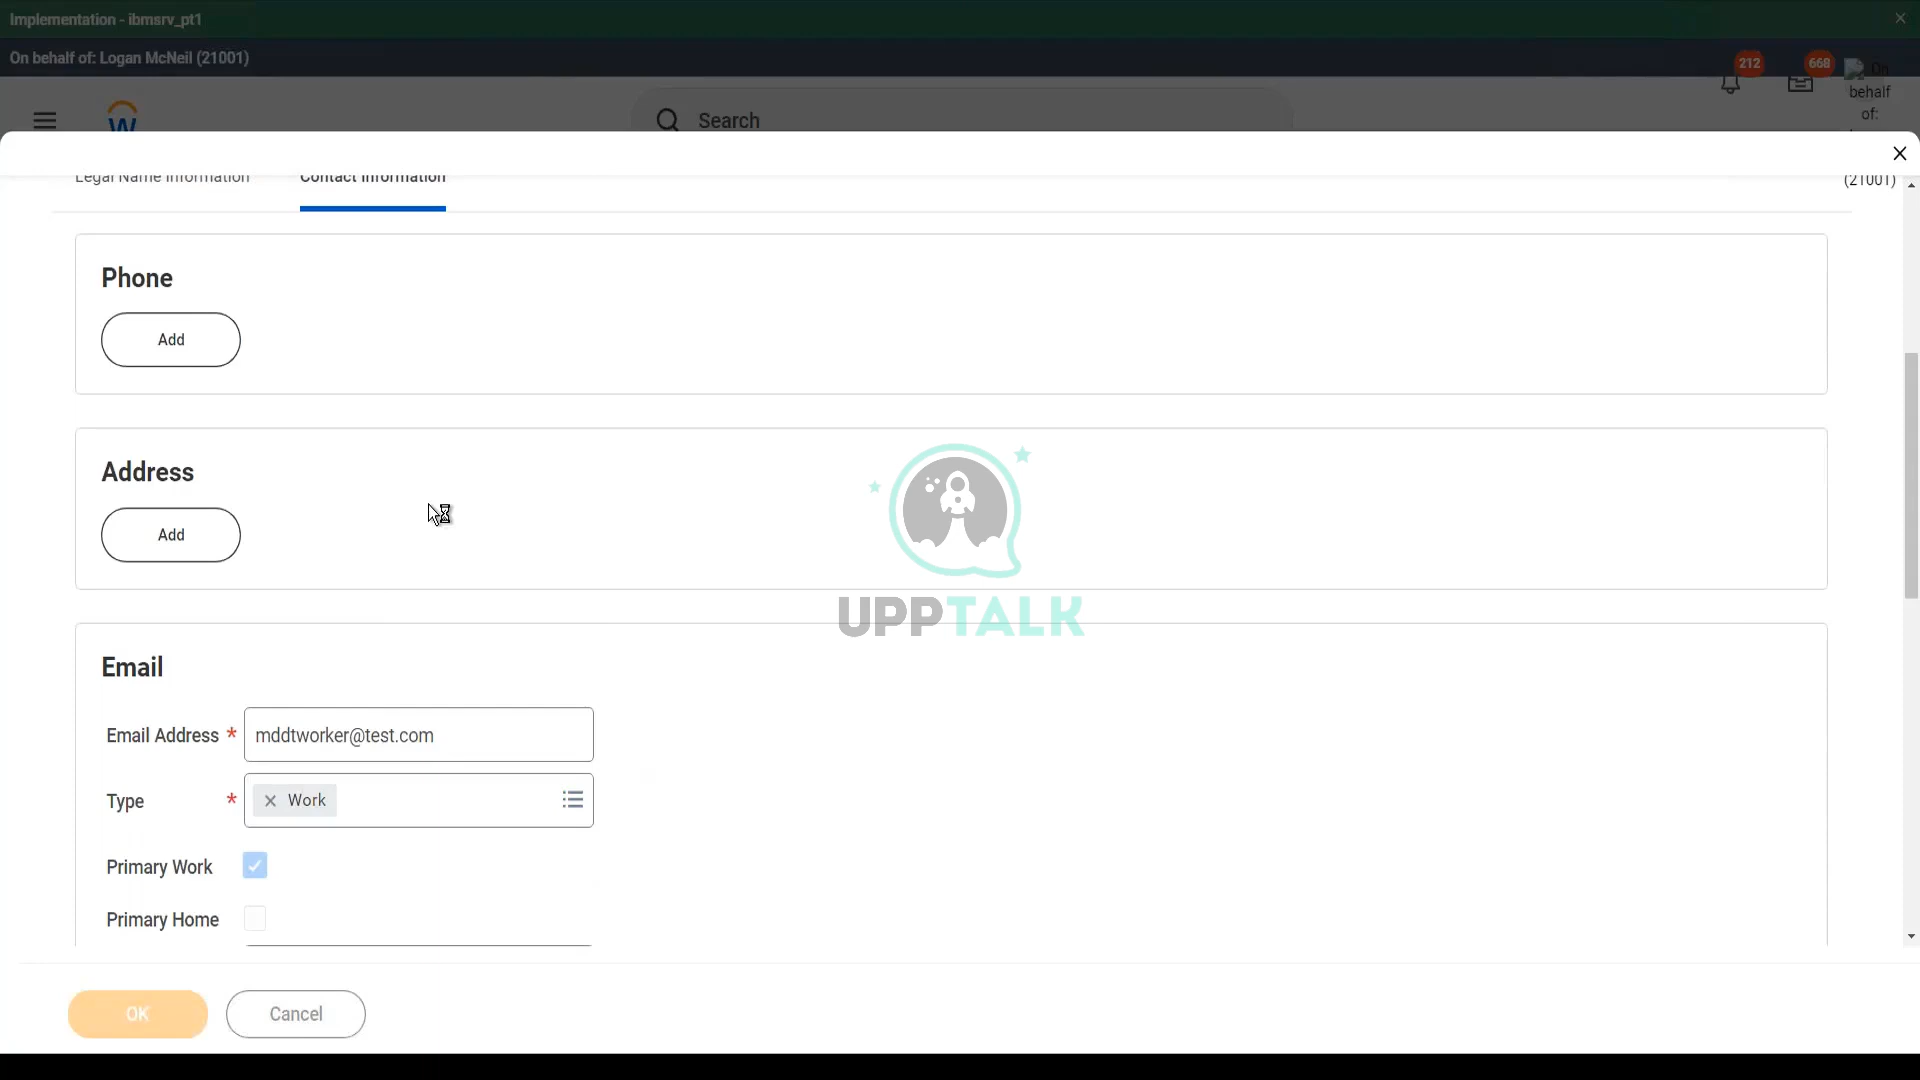 Implementation - ibmsrv_pt1
On behalf of: Logan McNeil (21001)
212
668
On
behalf
of:
W
Search
Legal Name Information
Contact Information
(21001)
Phone
Add
Address
Add
UPPTALK
Email
Email Address *
mddtworker@test.com
Type *
Work
Primary Work
Primary Home
OK
Cancel